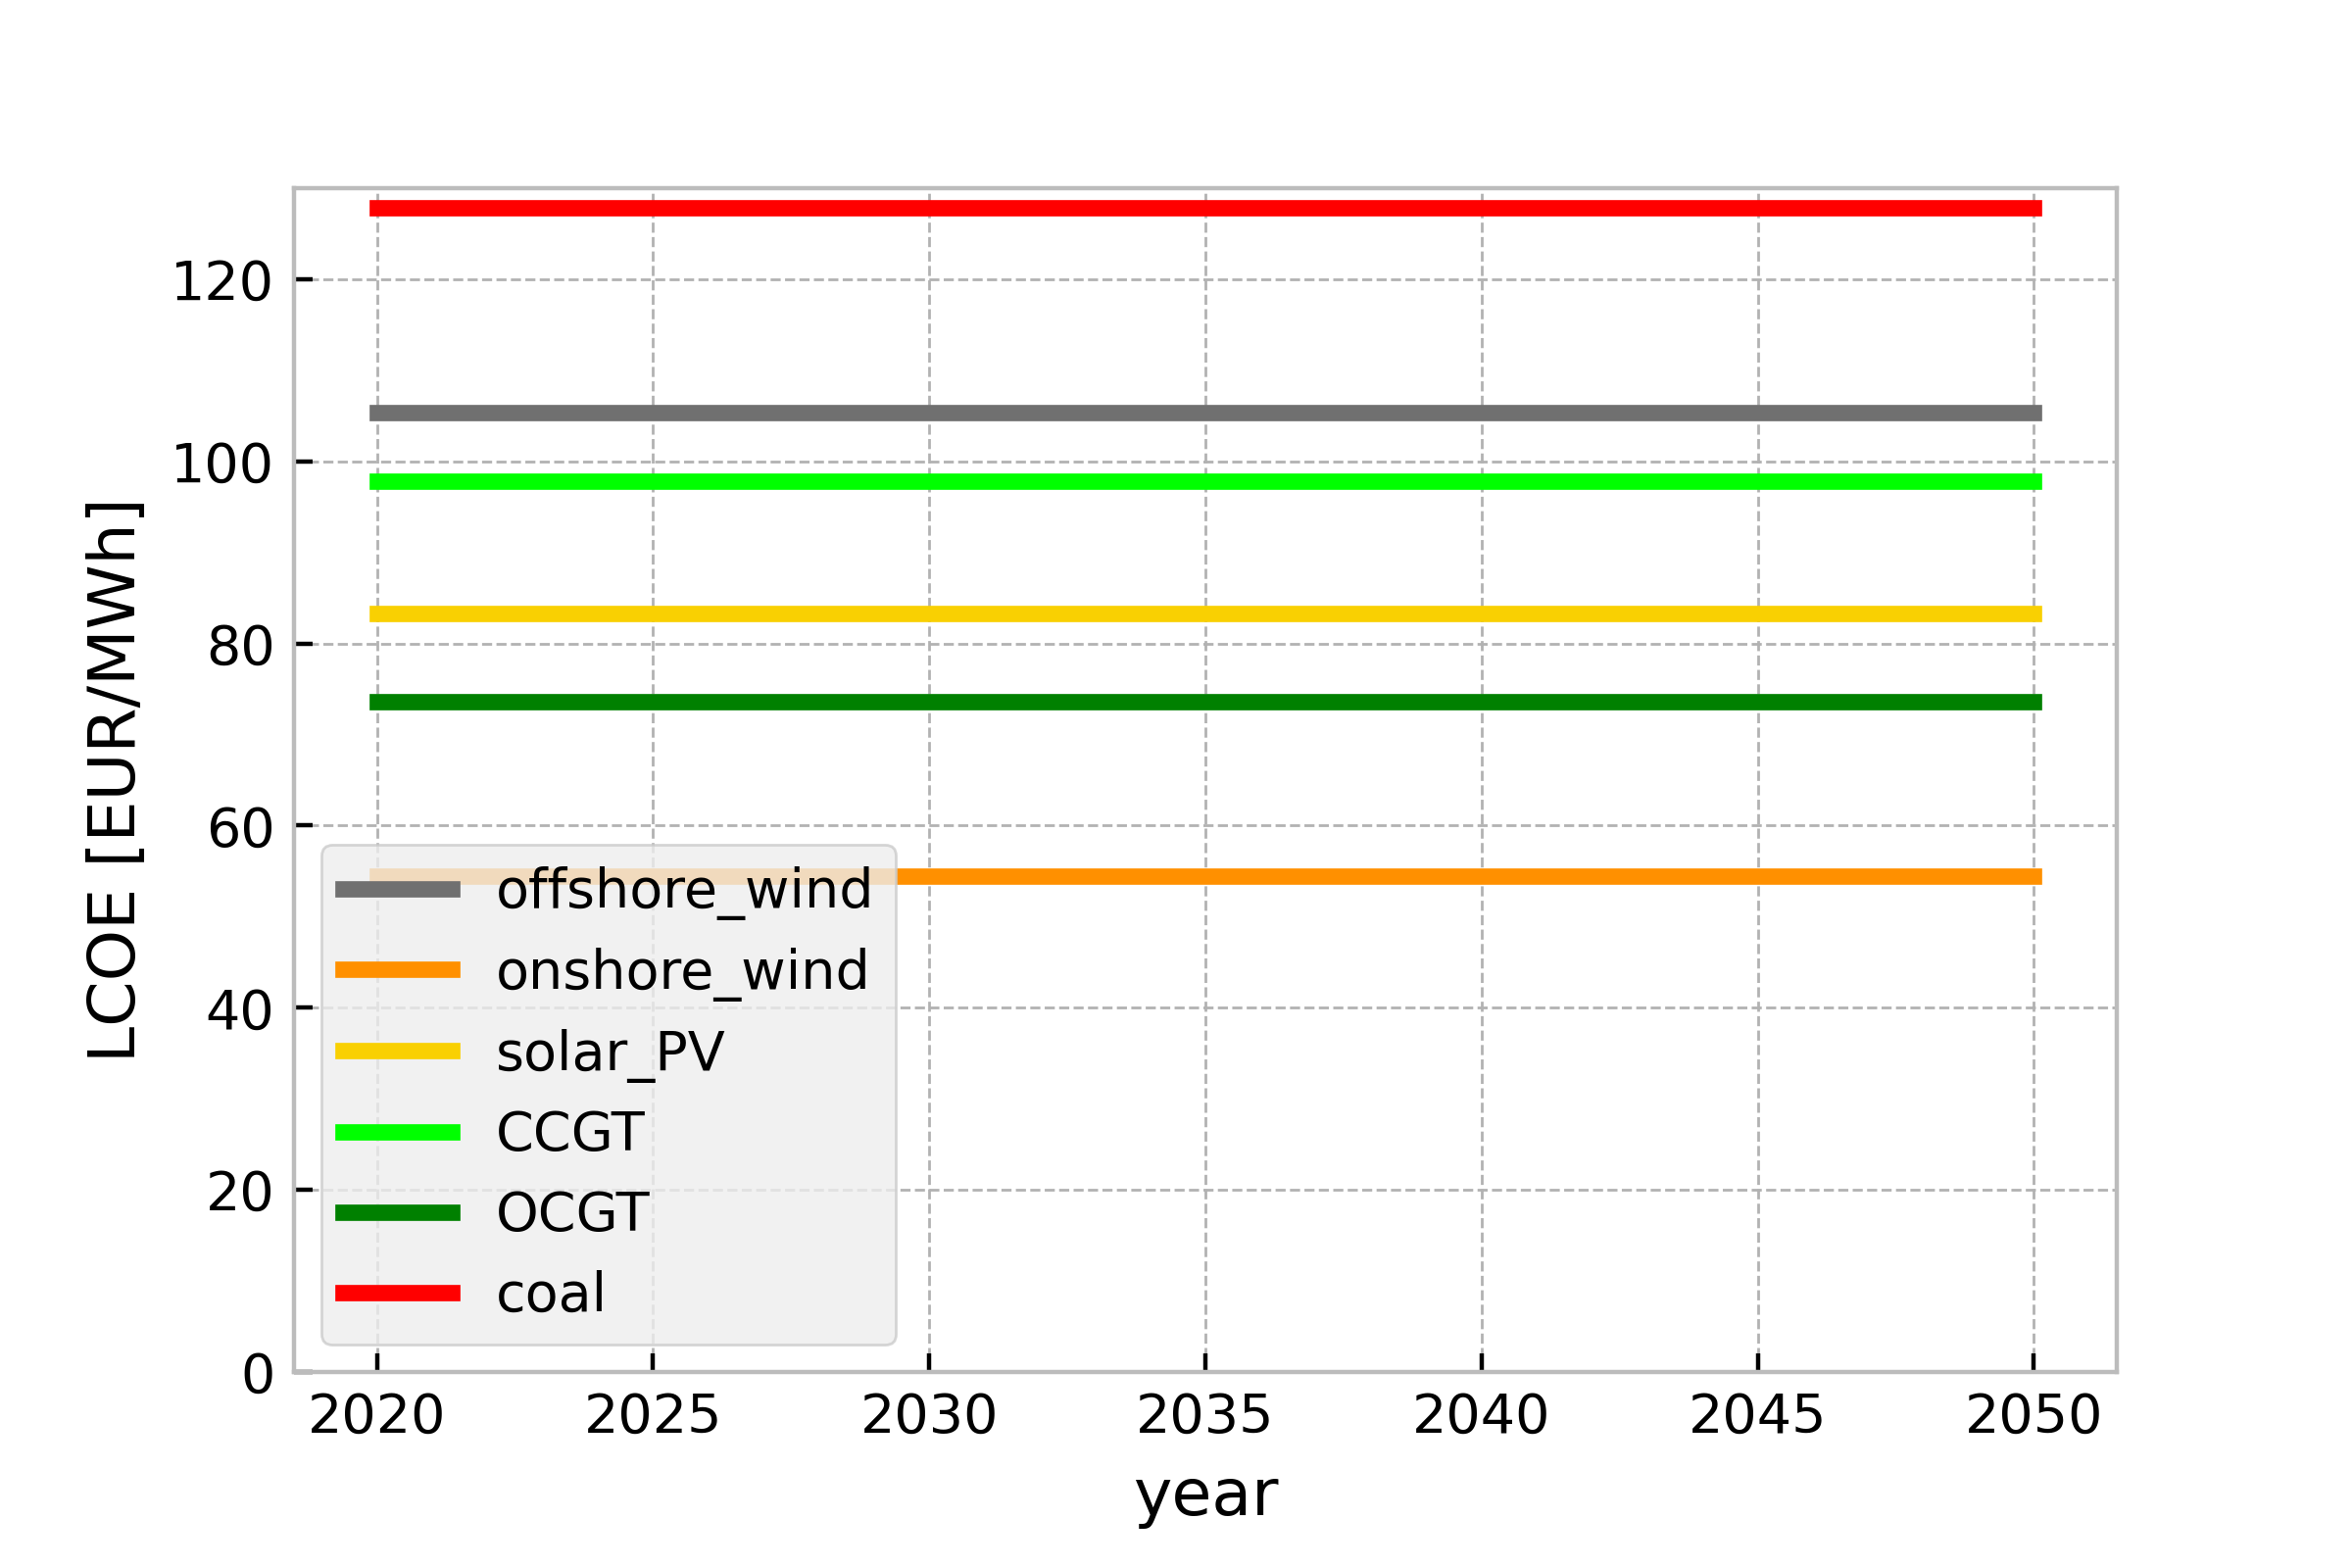 120
100
80
60
40
20
0
LCOE [EUR/MWh]
offshore_wind
onshore_wind
solar_PV
CCGT
OCGT
coal
2020 2025 2030 2035 2040 2045 2050
year